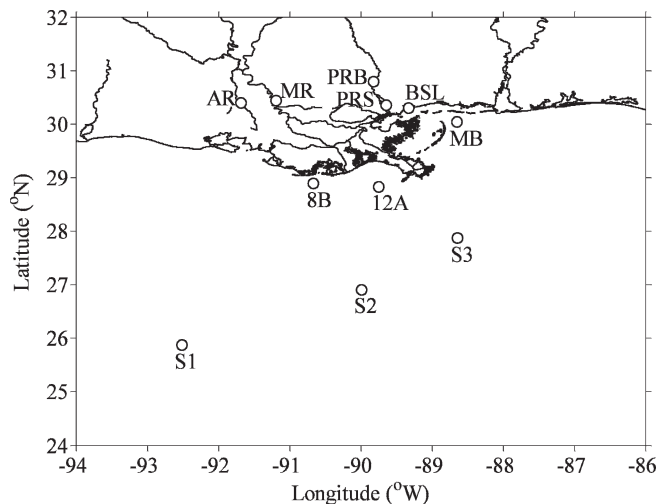 32
31
30
29
28
27
26
25
24
Latitude (°N)
PRB
AR
MR
PRS
BSL
MB
8B
12A
S3
S2
S1
-94 -93 -92 -91 -90 -89 -88 -87 -86
Longitude (°W)